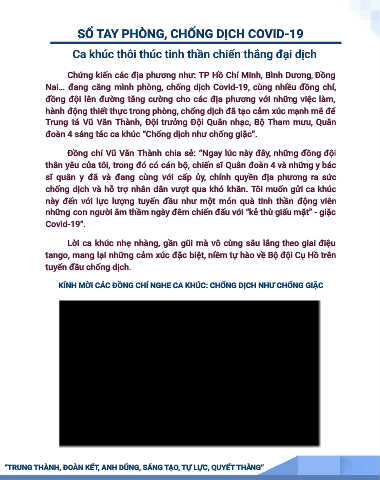 SỔ TAY PHÒNG, CHỐNG DỊCH COVID-19
Ca khúc thôi thúc tinh thần chiến thắng đại dịch
Chứng kiến các địa phương như: TP Hồ Chí Minh, Bình Dương, Đồng
Nai... đang căng mình phòng, chống dịch Covid-19, cùng nhiều đồng chí,
đồng đội lên đường tăng cường cho các địa phương với những việc làm,
hành động thiết thực trong phòng, chống dịch đã tạo cảm xúc mạnh mẽ để
Trung tá Vũ Văn Thành, Đội trưởng Đội Quân nhạc, Bộ Tham mưu, Quân
đoàn 4 sáng tác ca khúc "Chống dịch như chống giặc".
Đồng chí Vũ Văn Thành chia sẻ: "Ngay lúc này đây, những đồng đội
thân yêu của tôi, trong đó có cán bộ, chiến sĩ Quân đoàn 4 và những y bác
sĩ quân y đã và đang cùng với cấp ủy, chính quyền địa phương ra sức
chống dịch và hỗ trợ nhân dân vượt qua khó khăn. Tôi muốn gửi ca khúc
này đến với lực lượng tuyến đầu như một món quà tinh thần động viên
những con người âm thầm ngày đêm chiến đấu với "kẻ thù giấu mặt" - giặc
Covid-19".
Lời ca khúc nhẹ nhàng, gần gũi mà vô cùng sâu lắng theo giai điệu
tango, mang lại những cảm xúc đặc biệt, niềm tự hào về Bộ đội Cụ Hồ trên
tuyến đầu chống dịch.
KÍNH MỜI CÁC ĐỒNG CHÍ NGHE CA KHÚC: CHỐNG DỊCH NHƯ CHỐNG GIẶC
"TRUNG THÀNH, ĐOÀN KẾT, ANH DŨNG, SÁNG TẠO, TỰ LỰC, QUYẾT THẮNG"